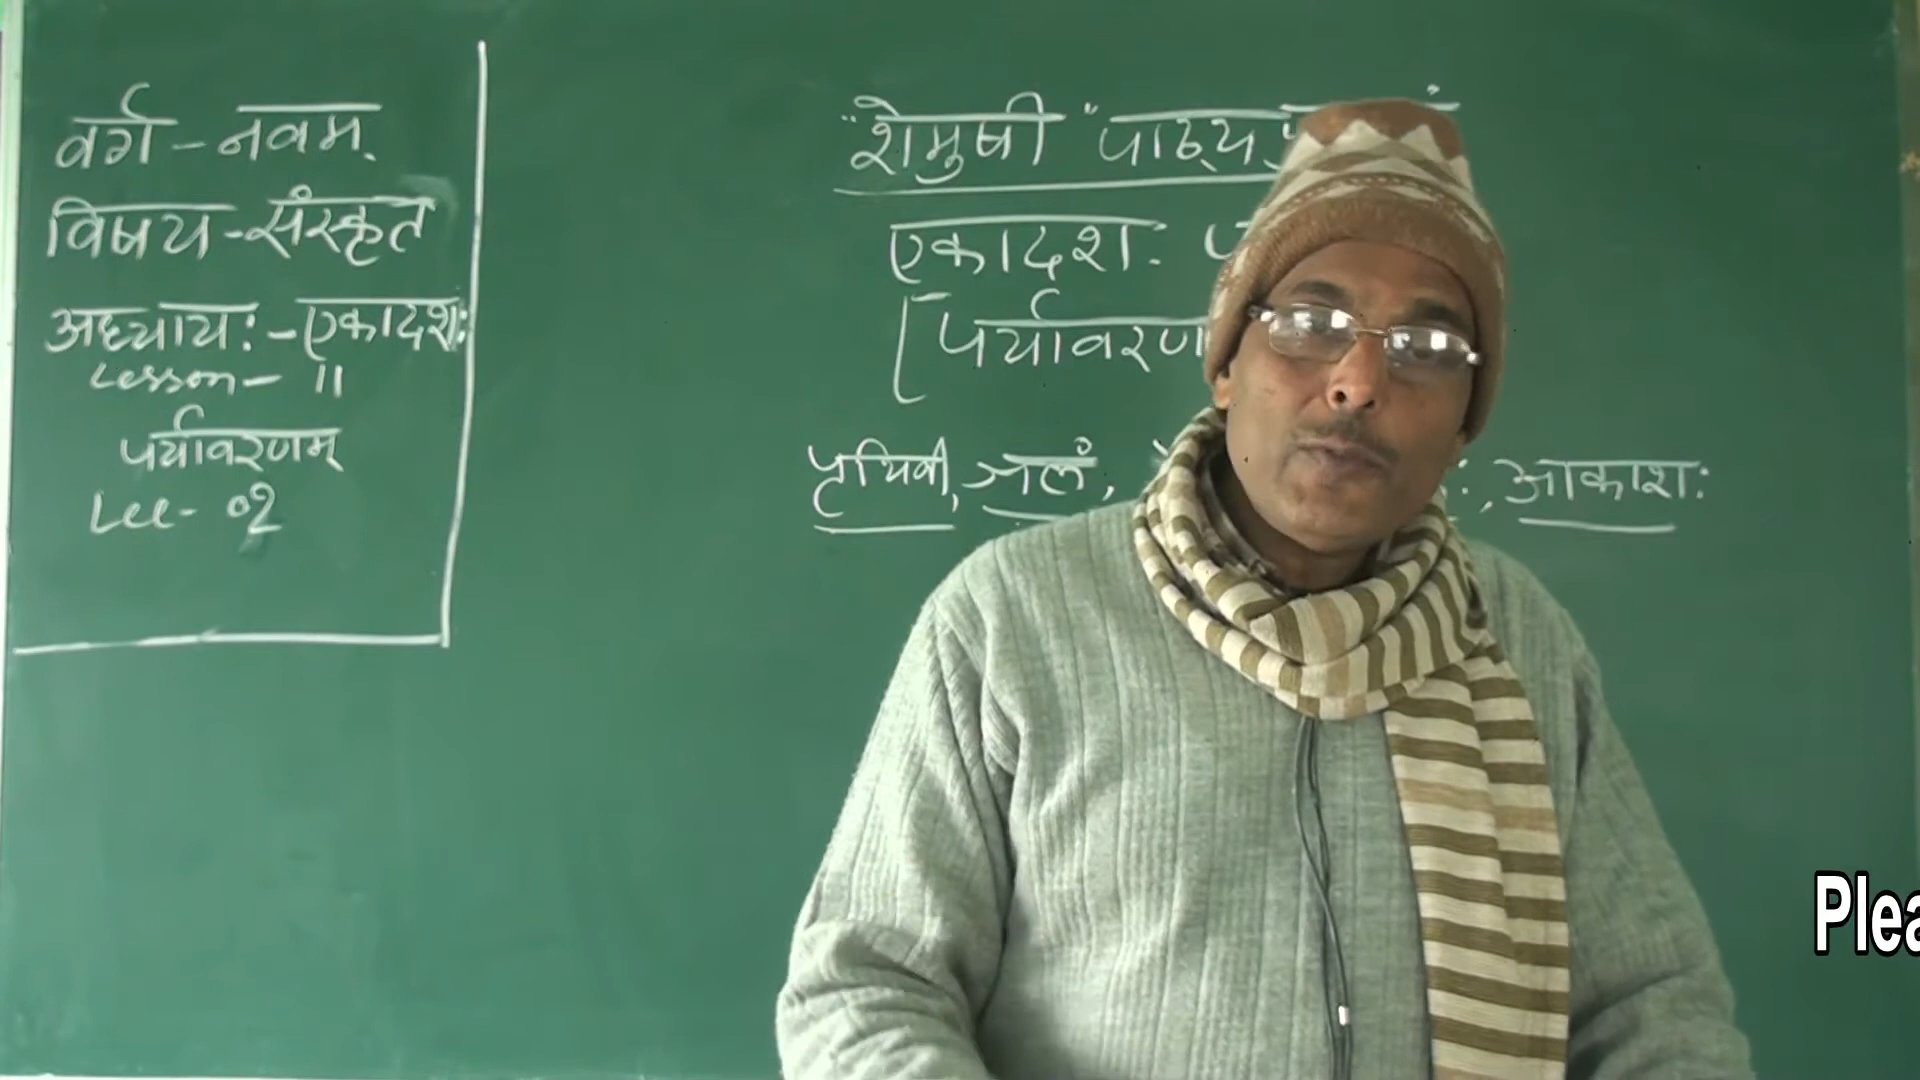 वर्ग - नवम्
विषय - संस्कृत
अध्यायः - एकादशः
Lesson - 11
पर्यावरणम्
Lec - 02
"शेमुषी" पाठ्य
एकादशः
[पर्यावरण
पृथिवी, जलं, आकाशः
Plea